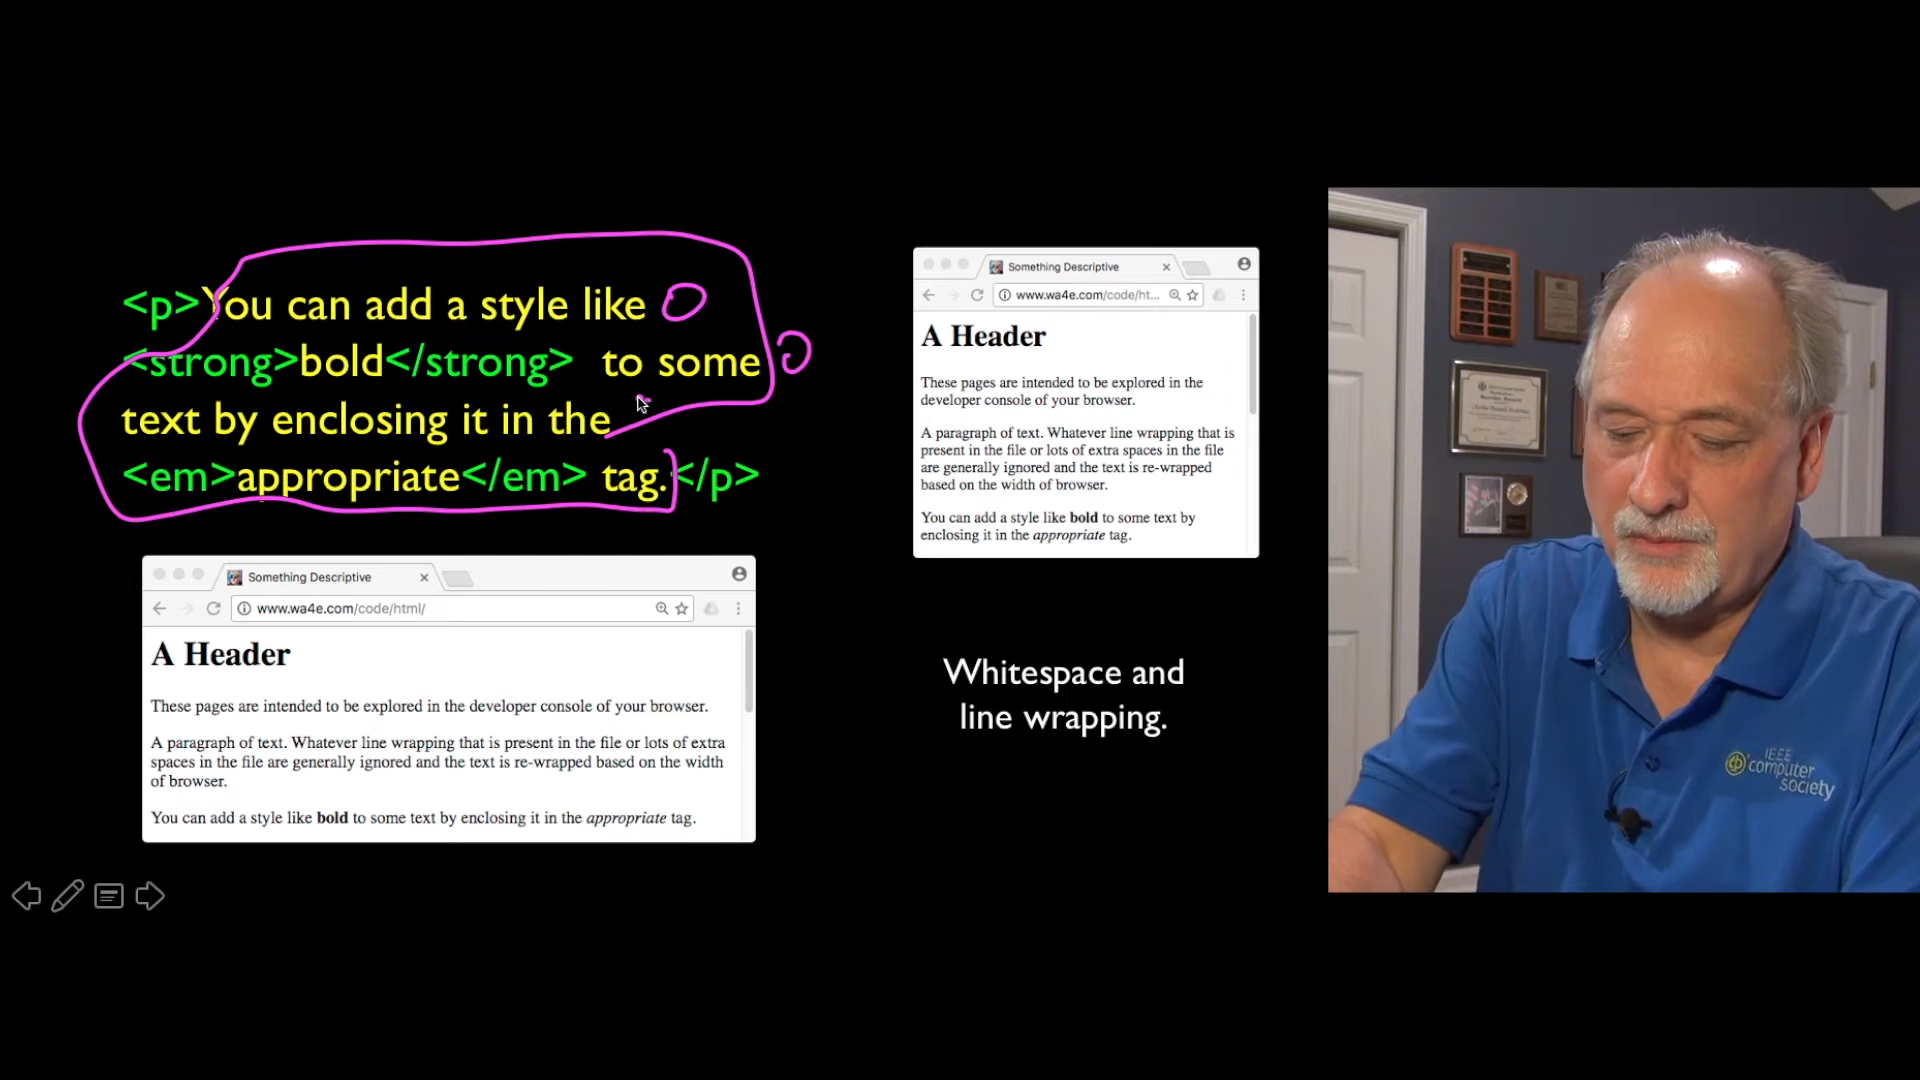 <p>You can add a style like
<strong>bold</strong>  to some
text by enclosing it in the
<em>appropriate</em> tag.</p>
Something Descriptive
www.wa4e.com/code/html/
A Header
These pages are intended to be explored in the developer console of your browser.
A paragraph of text. Whatever line wrapping that is present in the file or lots of extra
spaces in the file are generally ignored and the text is re-wrapped based on the width
of browser.
You can add a style like bold to some text by enclosing it in the appropriate tag.
Something Descriptive
www.wa4e.com/code/ht...
A Header
These pages are intended to be explored in the
developer console of your browser.
A paragraph of text. Whatever line wrapping that is
present in the file or lots of extra spaces in the file
are generally ignored and the text is re-wrapped
based on the width of browser.
You can add a style like bold to some text by
enclosing it in the appropriate tag.
Whitespace and
line wrapping.
IEEE
computer
society